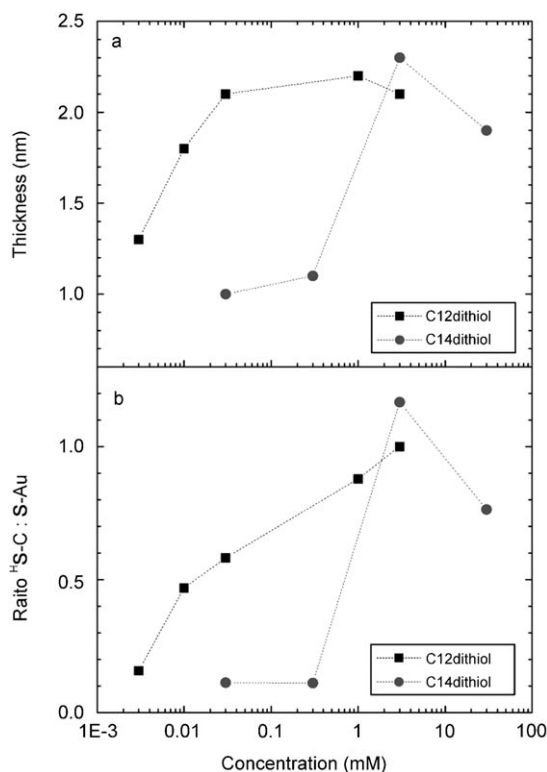 a
2.5
2.0
1.5
1.0
Thickness (nm)
C12dithiol
C14dithiol
b
1.0
0.5
0.0
Raito ᴴS-C : S-Au
C12dithiol
C14dithiol
1E-3 0.01 0.1 1 10 100
Concentration (mM)